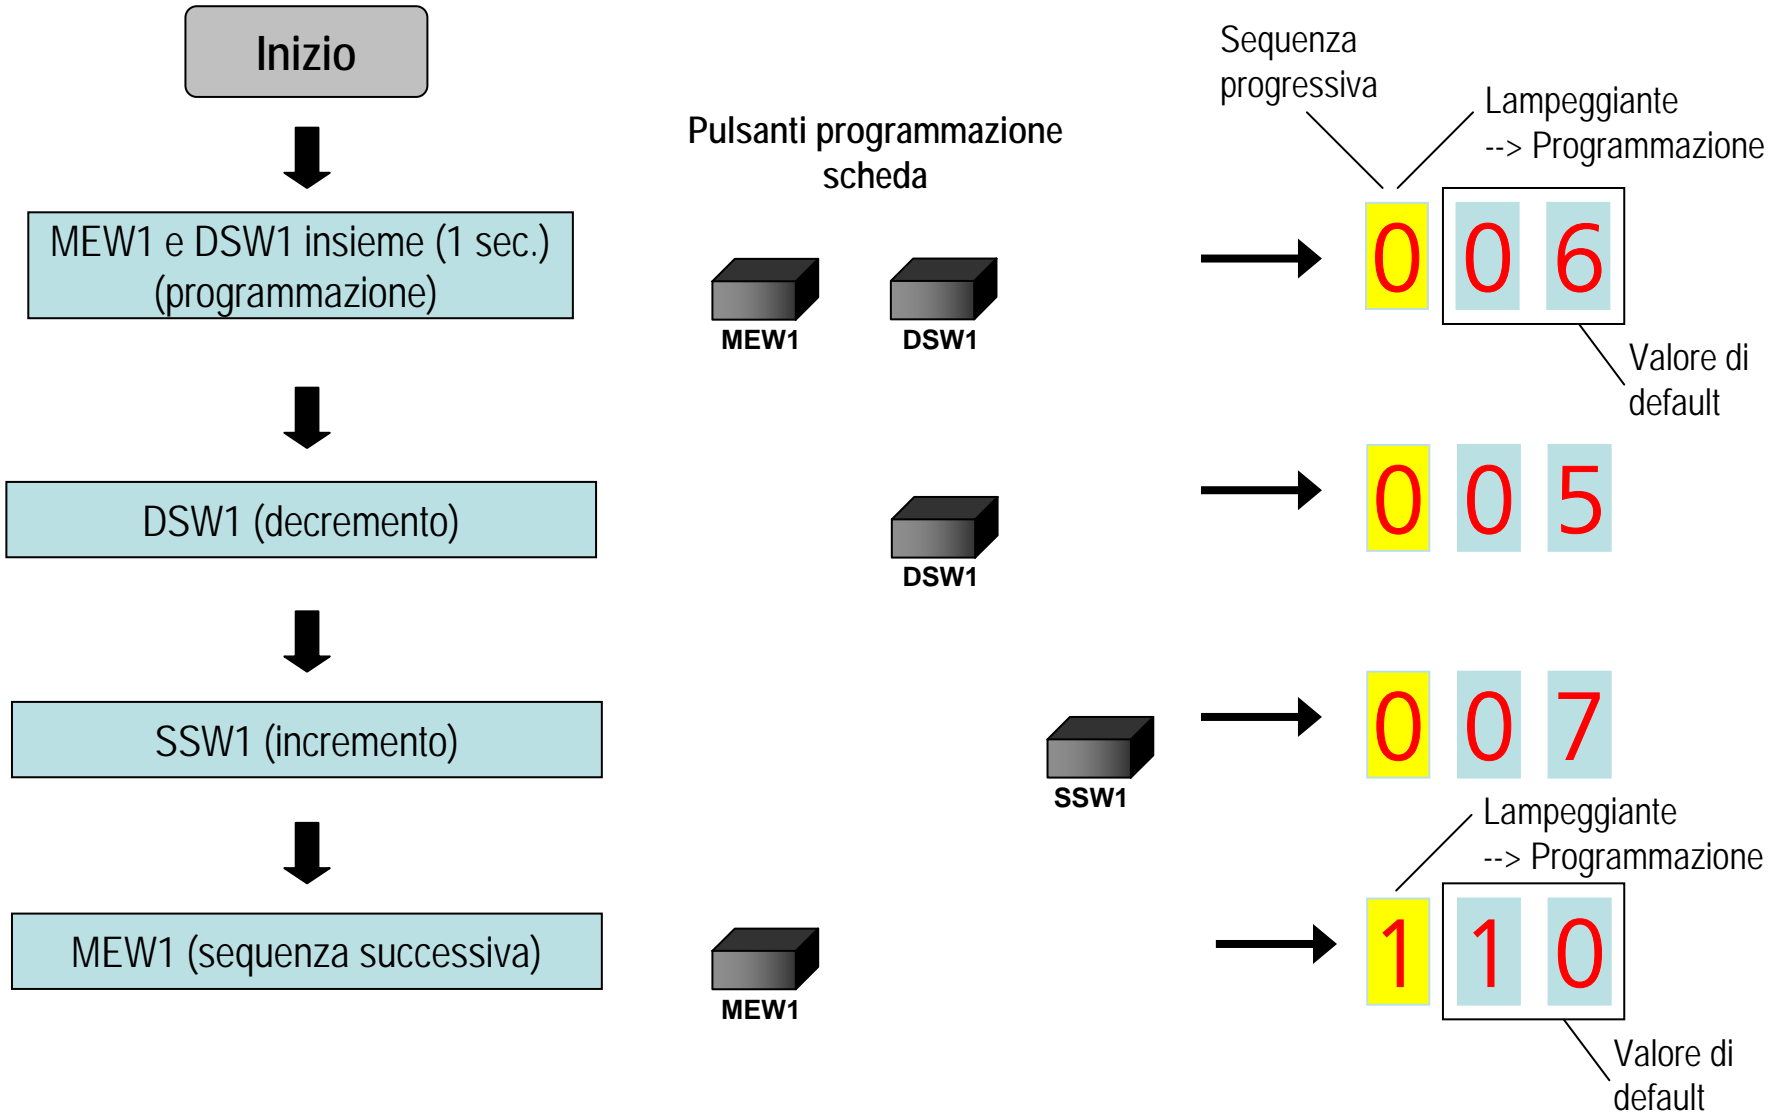 Inizio
Sequenza
progressiva
Lampeggiante
--> Programmazione
Pulsanti programmazione
scheda
MEW1 e DSW1 insieme (1 sec.)
(programmazione)
MEW1
DSW1
0 0 6
Valore di
default
DSW1 (decremento)
DSW1
0 0 5
SSW1 (incremento)
SSW1
0 0 7
Lampeggiante
--> Programmazione
MEW1 (sequenza successiva)
MEW1
1 1 0
Valore di
default